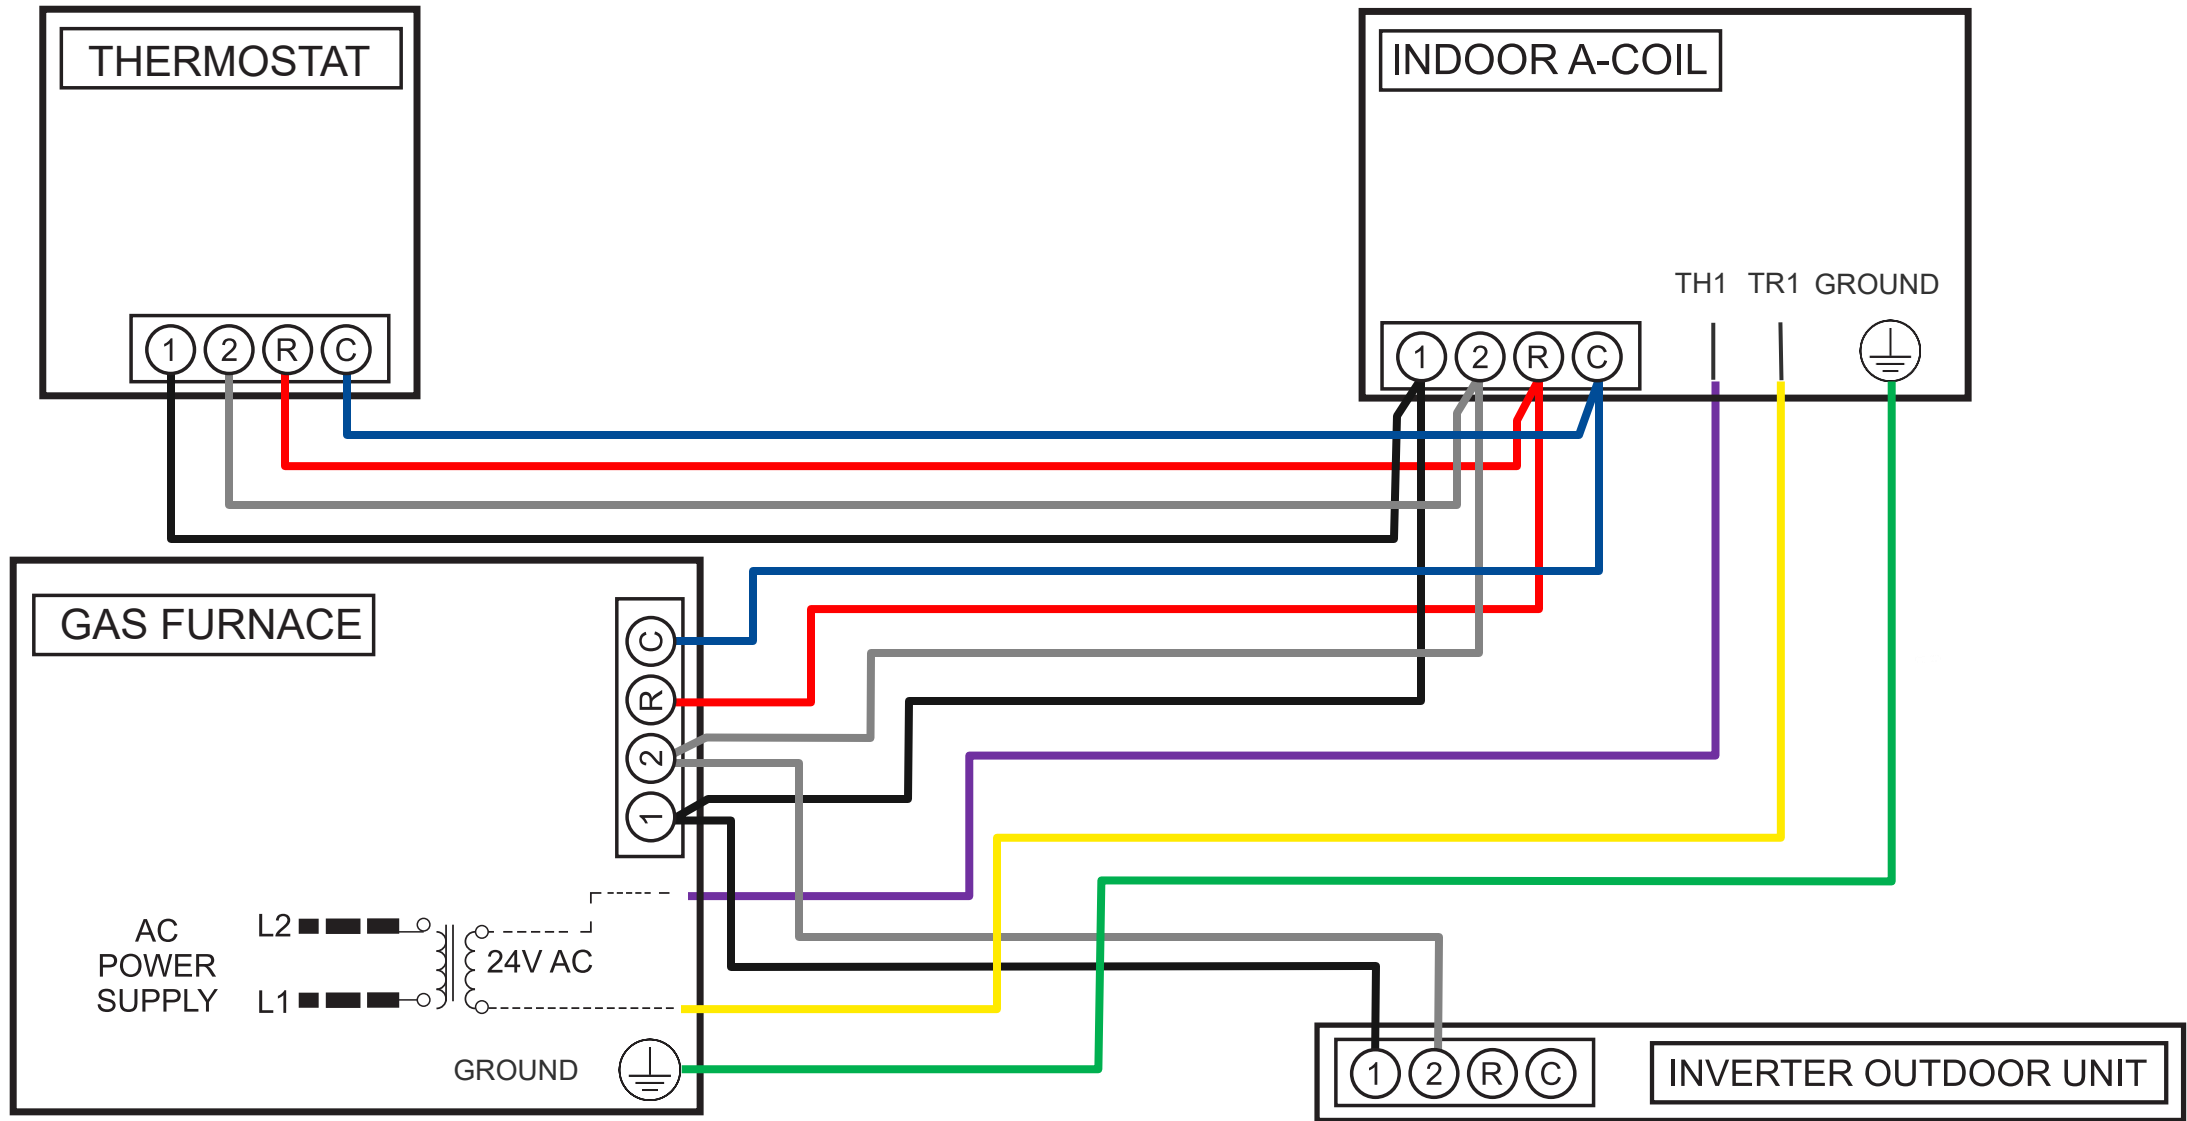 THERMOSTAT
1 2 R C
INDOOR A-COIL
TH1 TR1 GROUND
1 2 R C
GAS FURNACE
C
R
2
1
AC
POWER
SUPPLY
L2
L1
24V AC
GROUND
1 2 R C
INVERTER OUTDOOR UNIT